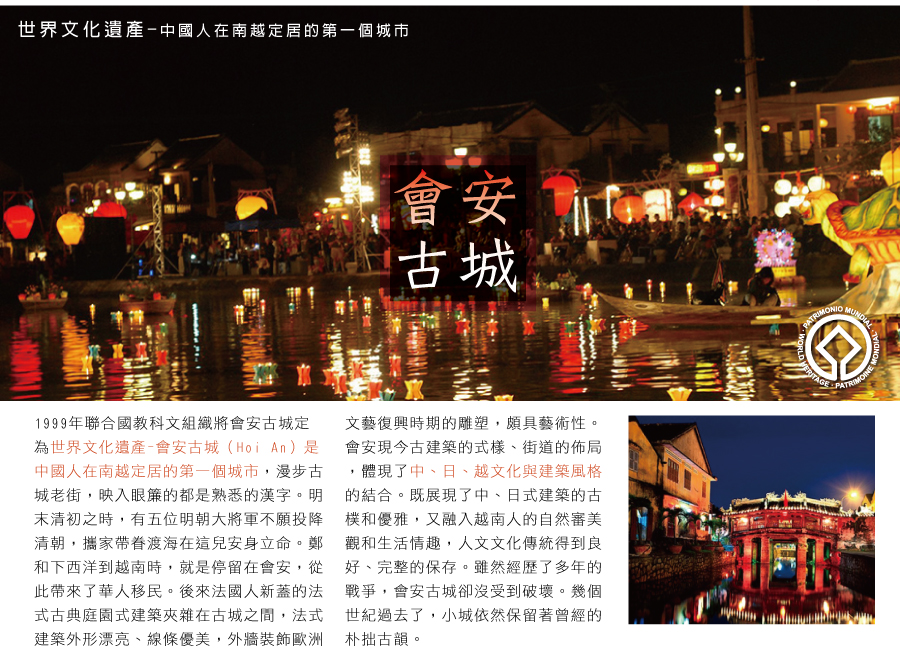 世界文化遺產-中國人在南越定居的第一個城市
會安
古城
PATRIMONIO MUNDIAL · WORLD HERITAGE · PATRIMOINE MONDIAL ·
1999年聯合國教科文組織將會安古城定
為世界文化遺產-會安古城（Hoi An）是
中國人在南越定居的第一個城市，漫步古
城老街，映入眼簾的都是熟悉的漢字。明
末清初之時，有五位明朝大將軍不願投降
清朝，攜家帶眷渡海在這兒安身立命。鄭
和下西洋到越南時，就是停留在會安，從
此帶來了華人移民。後來法國人新蓋的法
式古典庭園式建築夾雜在古城之間，法式
建築外形漂亮、線條優美，外牆裝飾歐洲
文藝復興時期的雕塑，頗具藝術性。
會安現今古建築的式樣、街道的佈局
，體現了中、日、越文化與建築風格
的結合。既展現了中、日式建築的古
樸和優雅，又融入越南人的自然審美
觀和生活情趣，人文文化傳統得到良
好、完整的保存。雖然經歷了多年的
戰爭，會安古城卻沒受到破壞。幾個
世紀過去了，小城依然保留著曾經的
朴拙古韻。